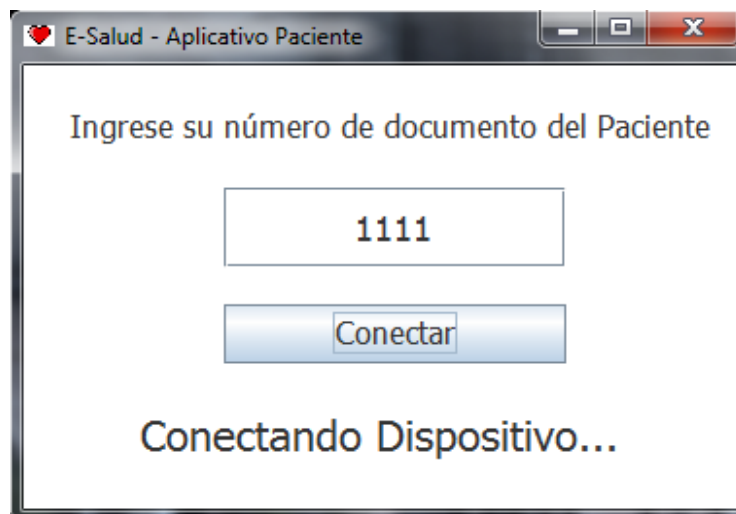 E-Salud - Aplicativo Paciente
Ingrese su número de documento del Paciente
1111
Conectar
Conectando Dispositivo...